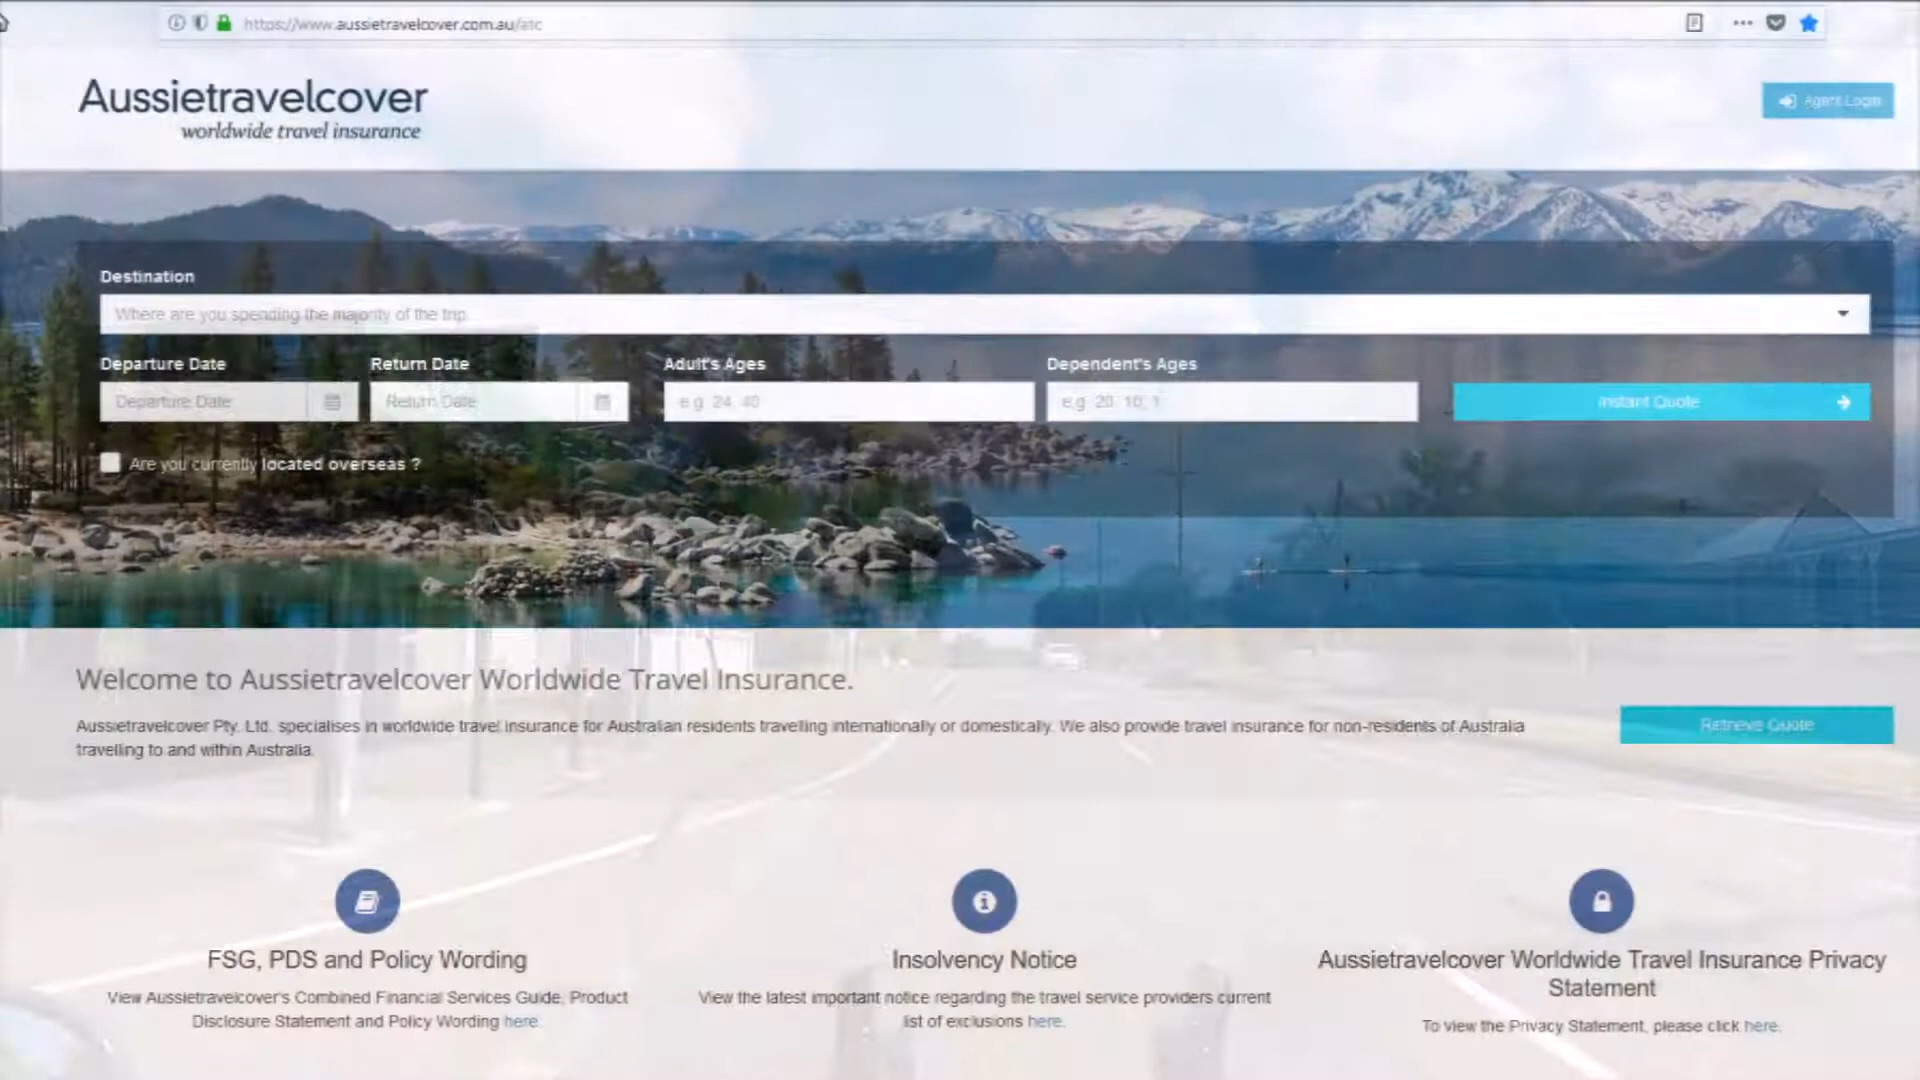 https://www.aussietravelcover.com.au/atc
Aussietravelcover
worldwide travel insurance
Agent Login
Destination
Where are you spending the majority of the trip
Departure Date
Return Date
Adult's Ages
Dependent's Ages
Departure Date
Return Date
e.g. 24, 40
e.g. 20, 10, 1
Instant Quote
Are you currently located overseas ?
Welcome to Aussietravelcover Worldwide Travel Insurance.
Aussietravelcover Pty. Ltd. specialises in worldwide travel insurance for Australian residents travelling internationally or domestically. We also provide travel insurance for non-residents of Australia
travelling to and within Australia.
Retrieve Quote
FSG, PDS and Policy Wording
View Aussietravelcover's Combined Financial Services Guide, Product
Disclosure Statement and Policy Wording here.
Insolvency Notice
View the latest important notice regarding the travel service providers current
list of exclusions here.
Aussietravelcover Worldwide Travel Insurance Privacy
Statement
To view the Privacy Statement, please click here.